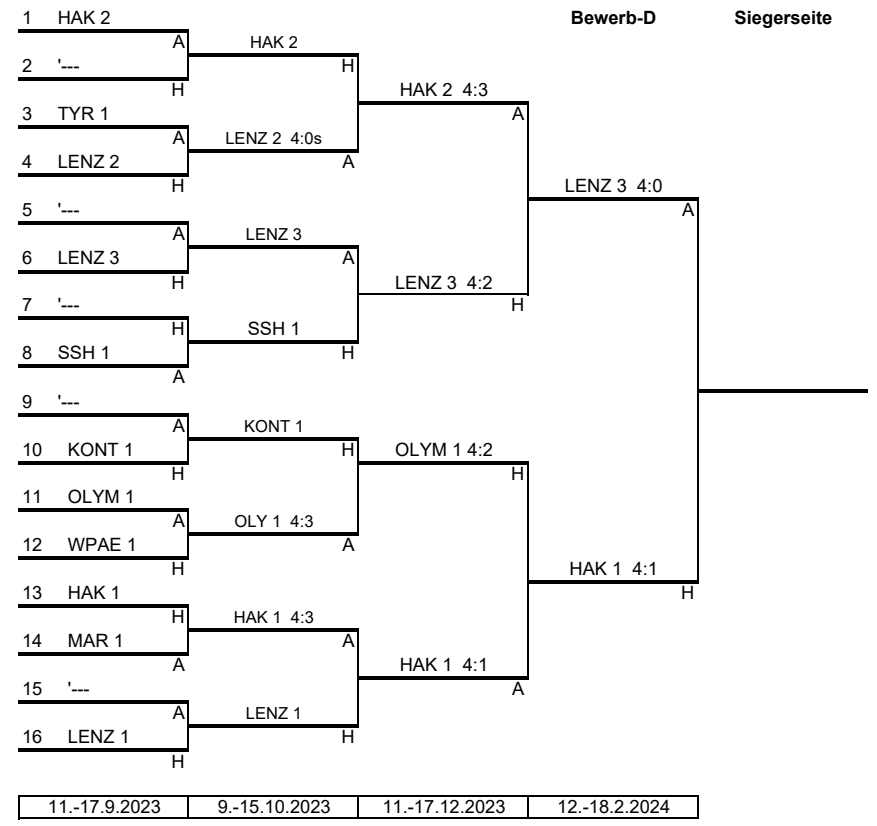 1 HAK 2 Bewerb-D Siegerseite
A HAK 2
2 '--- H
H HAK 2 4:3
3 TYR 1 A
A LENZ 2 4:0s
4 LENZ 2 A
H LENZ 3 4:0
5 '--- A
A LENZ 3
6 LENZ 3 A
H LENZ 3 4:2
7 '--- H
H SSH 1
8 SSH 1 H
A
9 '---
A KONT 1
10 KONT 1 H OLYM 1 4:2
H H
11 OLYM 1
A OLY 1 4:3
12 WPAE 1 A
H HAK 1 4:1
13 HAK 1 H
H HAK 1 4:3
14 MAR 1 A
A HAK 1 4:1
15 '--- A
A LENZ 1
16 LENZ 1 H
H
11.-17.9.2023 9.-15.10.2023 11.-17.12.2023 12.-18.2.2024